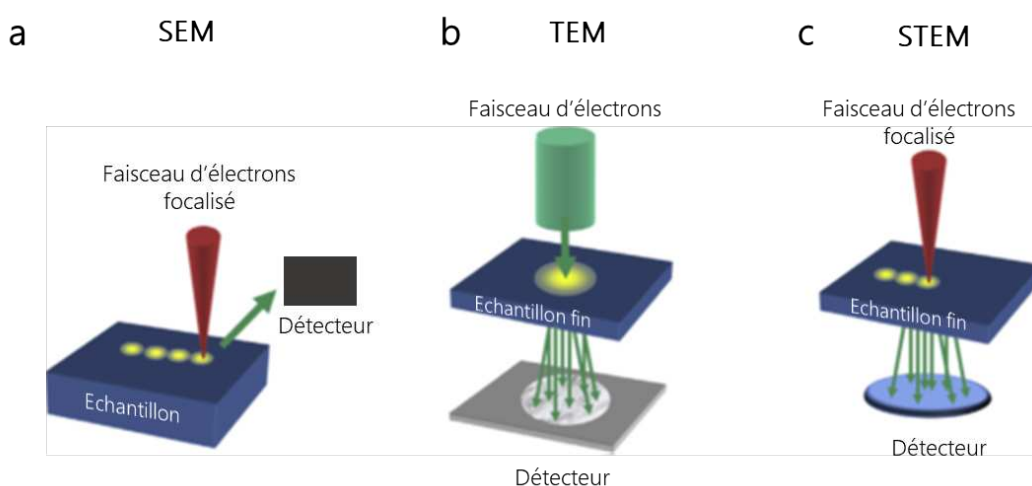 a
SEM
Faisceau d'électrons
focalisé
Détecteur
Echantillon
b
TEM
Faisceau d'électrons
Echantillon fin
Détecteur
c
STEM
Faisceau d'électrons
focalisé
Echantillon fin
Détecteur